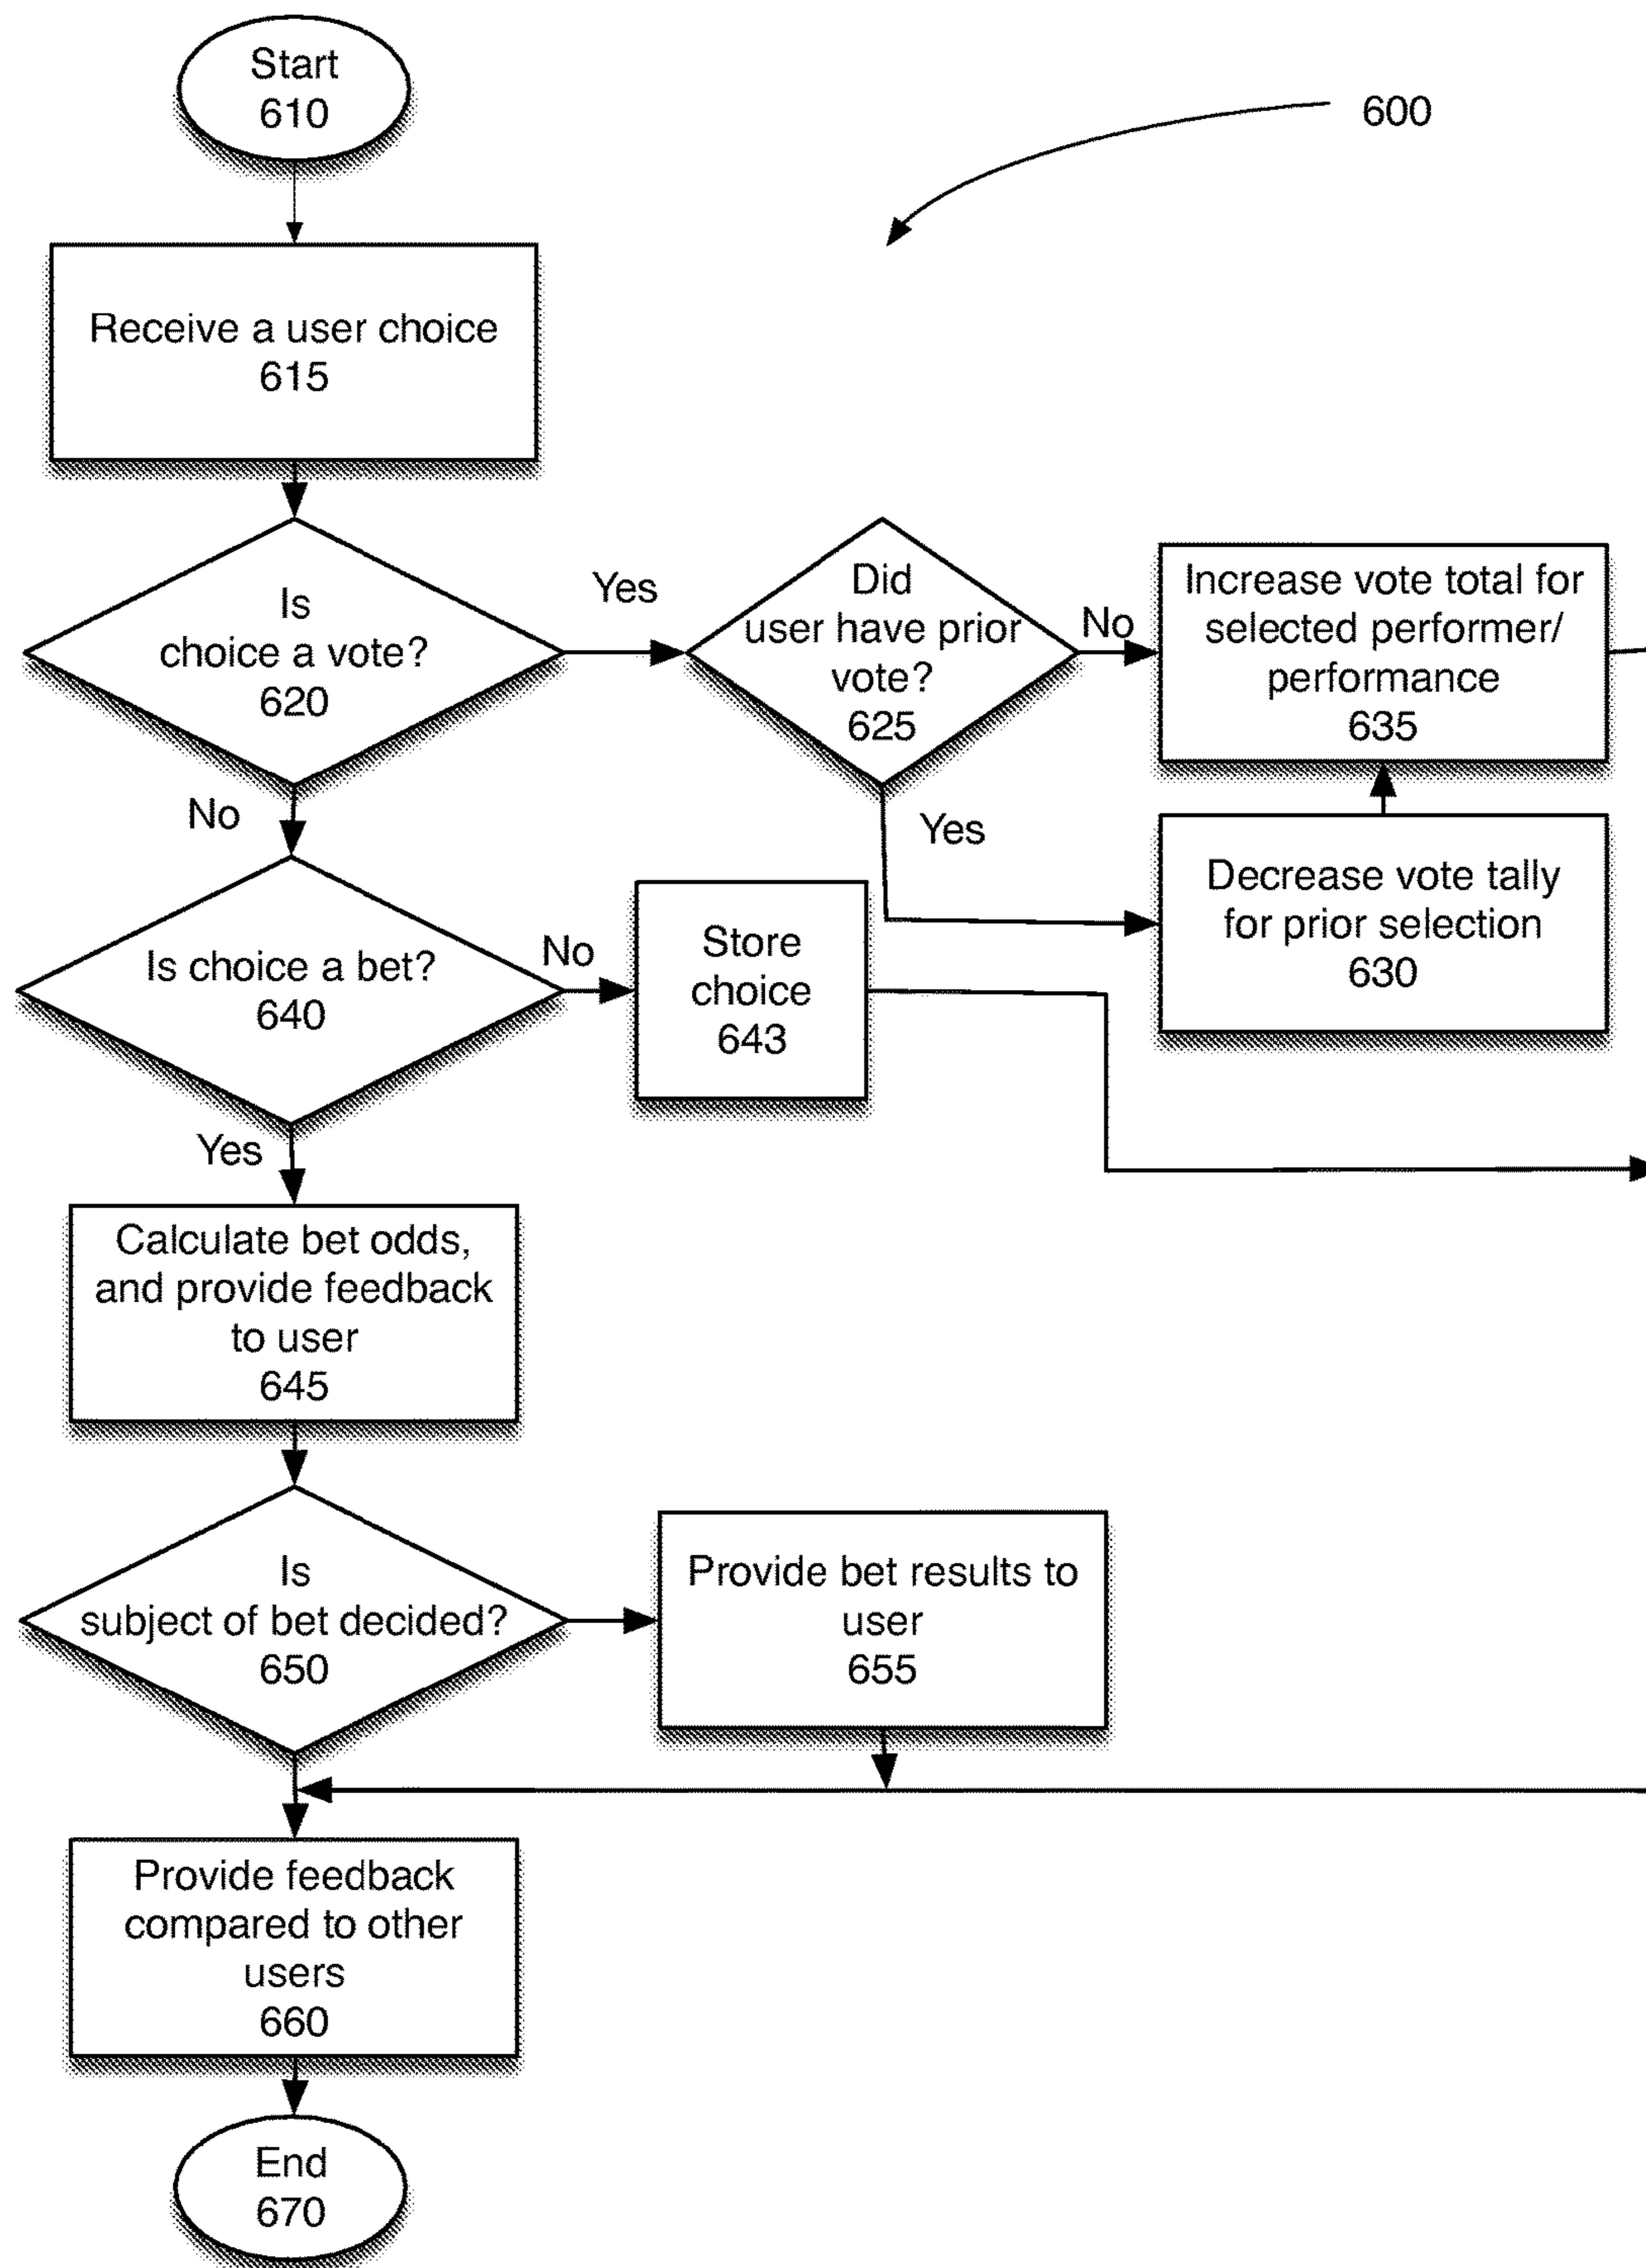 Start
610
600
Receive a user choice
615
Is
choice a vote?
620
Yes
Did
user have prior
vote?
625
No
Increase vote total for
selected performer/
performance
635
No
Yes
Decrease vote tally
for prior selection
630
Is choice a bet?
640
No
Store
choice
643
Yes
Calculate bet odds,
and provide feedback
to user
645
Is
subject of bet decided?
650
Provide bet results to
user
655
Provide feedback
compared to other
users
660
End
670